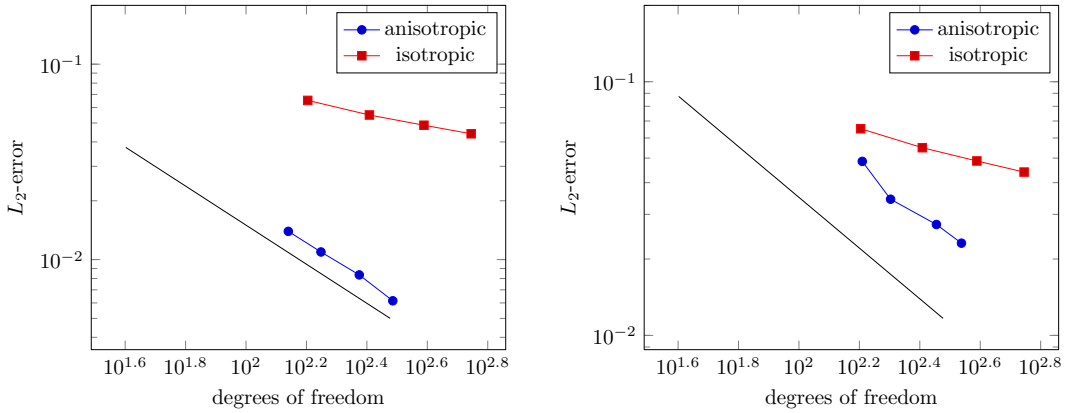 anisotropic
isotropic
10^{-1}
10^{-2}
L_2-error
10^{1.6} 10^{1.8} 10^2 10^{2.2} 10^{2.4} 10^{2.6} 10^{2.8}
degrees of freedom
anisotropic
isotropic
10^{-1}
10^{-2}
L_2-error
10^{1.6} 10^{1.8} 10^2 10^{2.2} 10^{2.4} 10^{2.6} 10^{2.8}
degrees of freedom